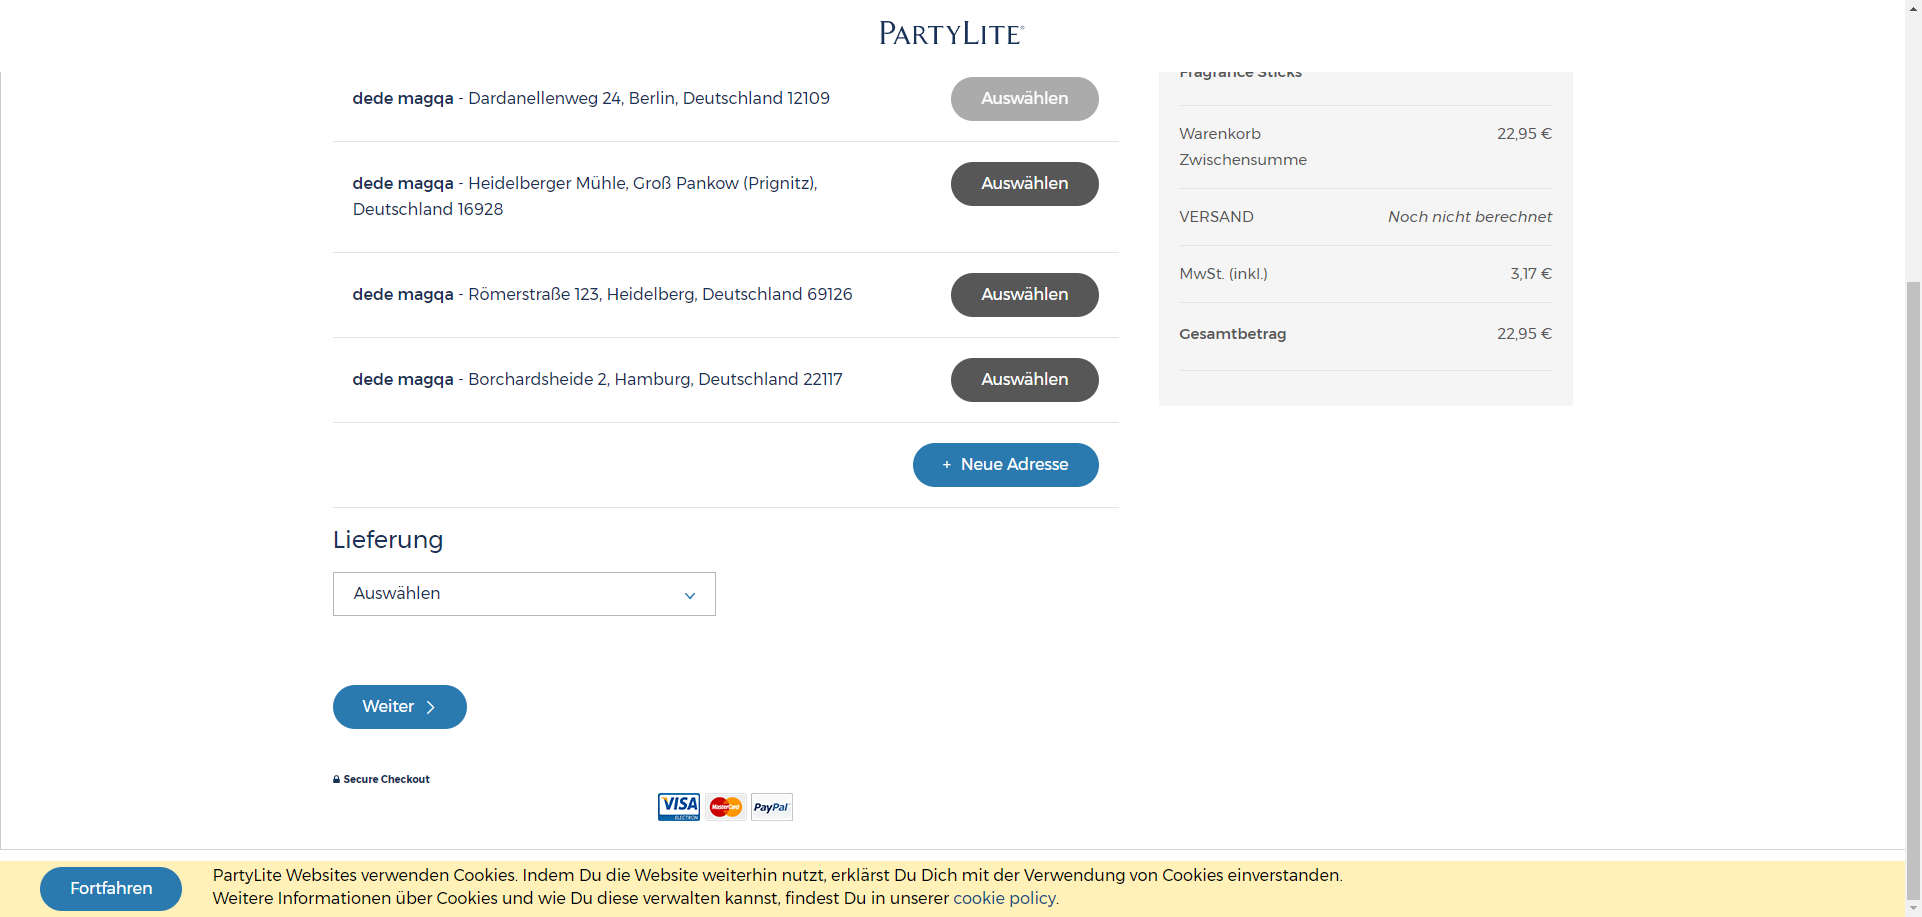 PARTYLITE®
dede magqa - Dardanellenweg 24, Berlin, Deutschland 12109
Auswählen
dede magqa - Heidelberger Mühle, Groß Pankow (Prignitz),
Deutschland 16928
Auswählen
dede magqa - Römerstraße 123, Heidelberg, Deutschland 69126
Auswählen
dede magqa - Borchardsheide 2, Hamburg, Deutschland 22117
Auswählen
+ Neue Adresse
Fragrance Sticks
Warenkorb
Zwischensumme
22,95 €
VERSAND
Noch nicht berechnet
MwSt. (inkl.)
3,17 €
Gesamtbetrag
22,95 €
Lieferung
Auswählen
Weiter
Secure Checkout
VISA
ELECTRON
MasterCard
PayPal
Fortfahren
PartyLite Websites verwenden Cookies. Indem Du die Website weiterhin nutzt, erklärst Du Dich mit der Verwendung von Cookies einverstanden.
Weitere Informationen über Cookies und wie Du diese verwalten kannst, findest Du in unserer cookie policy.